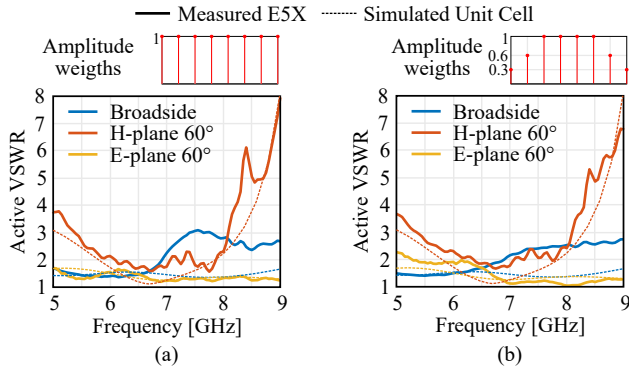 Measured E5X Simulated Unit Cell
Amplitude weigths
1
Amplitude weigths
1
0.6
0.3
8
7
6
5
4
3
2
1
Active VSWR
Broadside
H-plane 60°
E-plane 60°
5 6 7 8 9
Frequency [GHz]
(a)
8
7
6
5
4
3
2
1
Active VSWR
Broadside
H-plane 60°
E-plane 60°
5 6 7 8 9
Frequency [GHz]
(b)